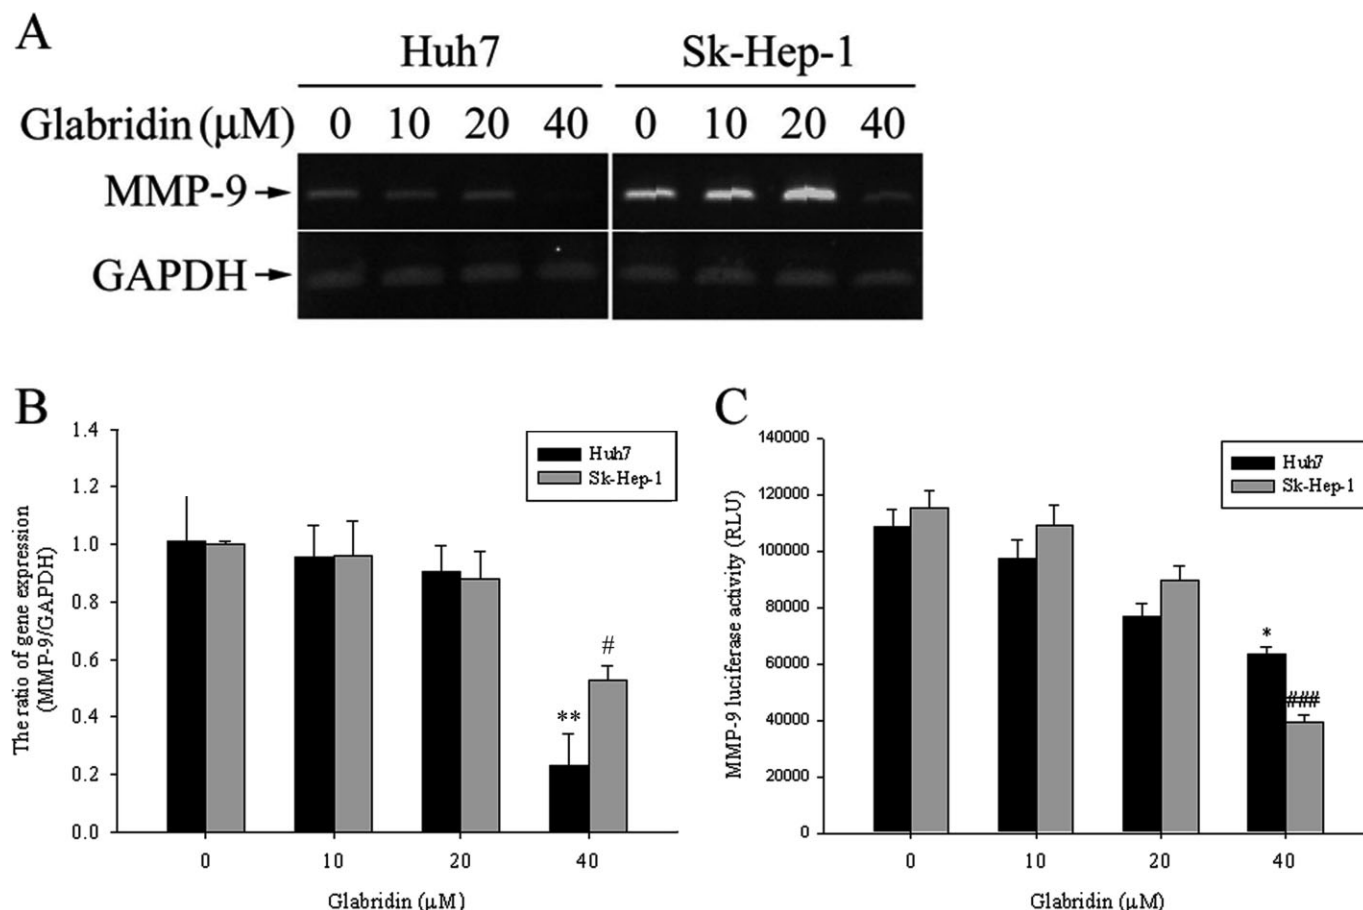 A
Huh7 Sk-Hep-1
Glabridin (μM) 0 10 20 40 0 10 20 40
MMP-9
GAPDH
B
The ratio of gene expression
(MMP-9/GAPDH)
1.4
1.2
1.0
0.8
0.6
0.4
0.2
0.0
Huh7
Sk-Hep-1
**
#
0 10 20 40
Glabridin (μM)
C
MMP-9 luciferase activity (RLU)
140000
120000
100000
80000
60000
40000
20000
0
Huh7
Sk-Hep-1
*
###
0 10 20 40
Glabridin (μM)